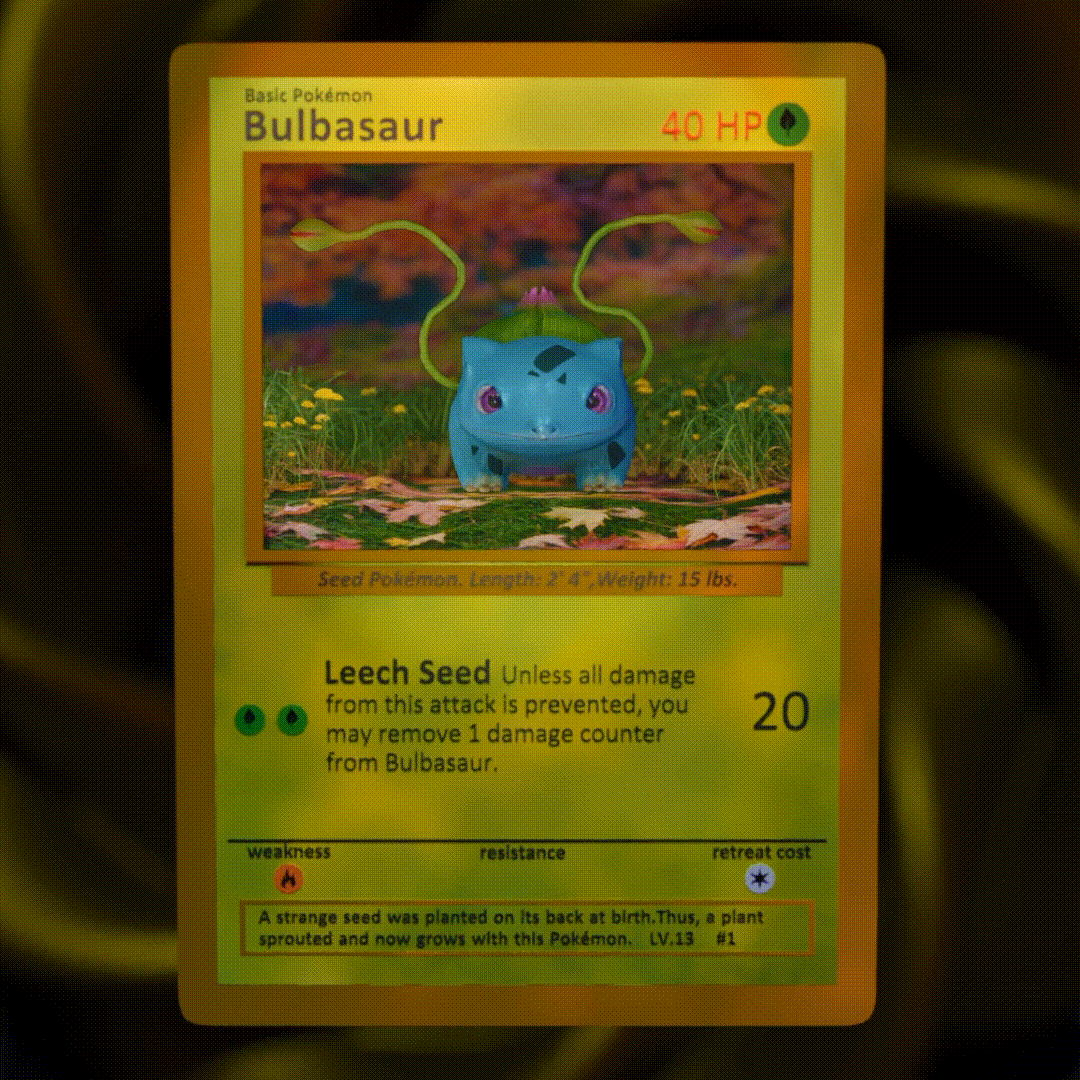 Basic Pokémon
Bulbasaur 40 HP
Seed Pokémon. Length: 2' 4", Weight: 15 lbs.
Leech Seed Unless all damage
from this attack is prevented, you
may remove 1 damage counter
from Bulbasaur.
20
weakness resistance retreat cost
A strange seed was planted on its back at birth.Thus, a plant
sprouted and now grows with this Pokémon. LV.13 #1